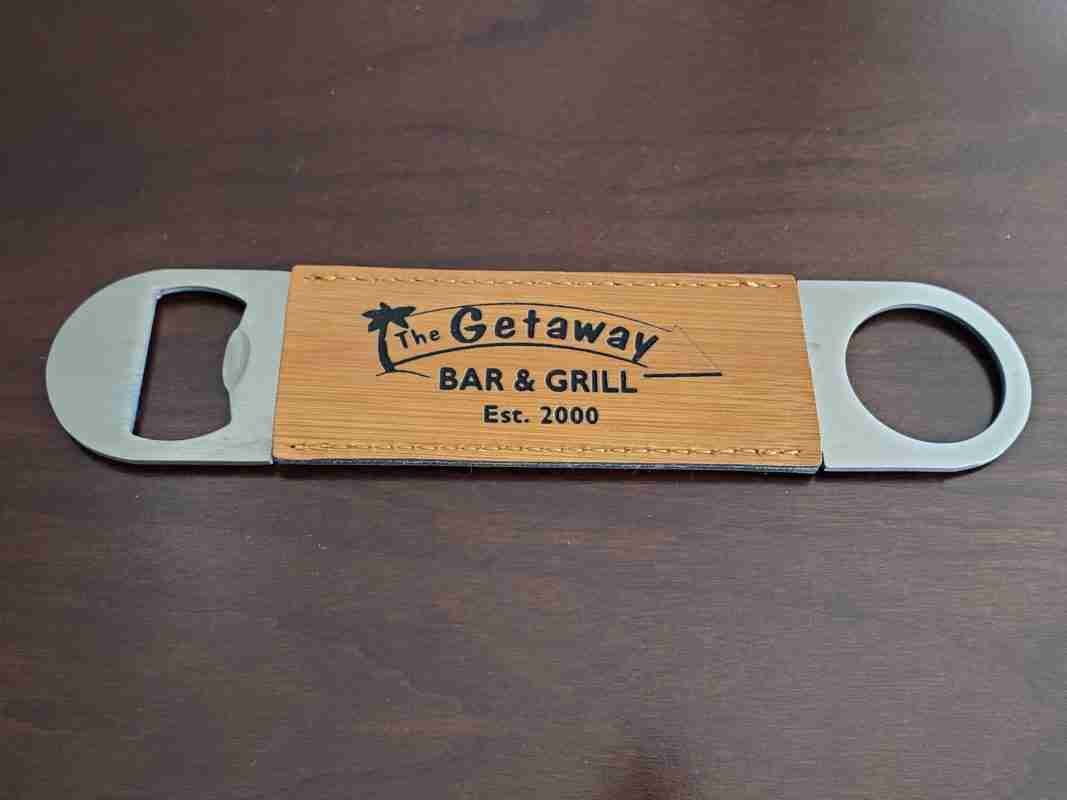 The Getaway
BAR & GRILL
Est. 2000